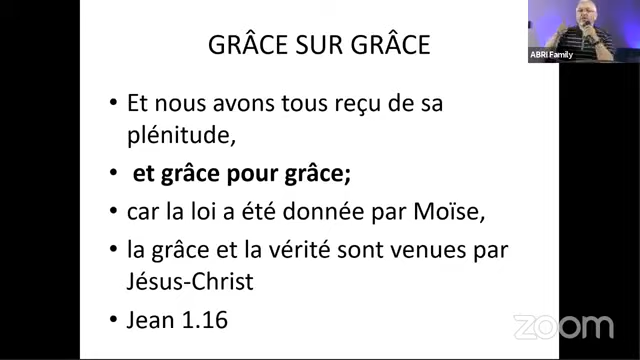 GRÂCE SUR GRÂCE
ABRI Family
• Et nous avons tous reçu de sa
plénitude,
• et grâce pour grâce;
• car la loi a été donnée par Moïse,
• la grâce et la vérité sont venues par
Jésus-Christ
• Jean 1.16
zoom